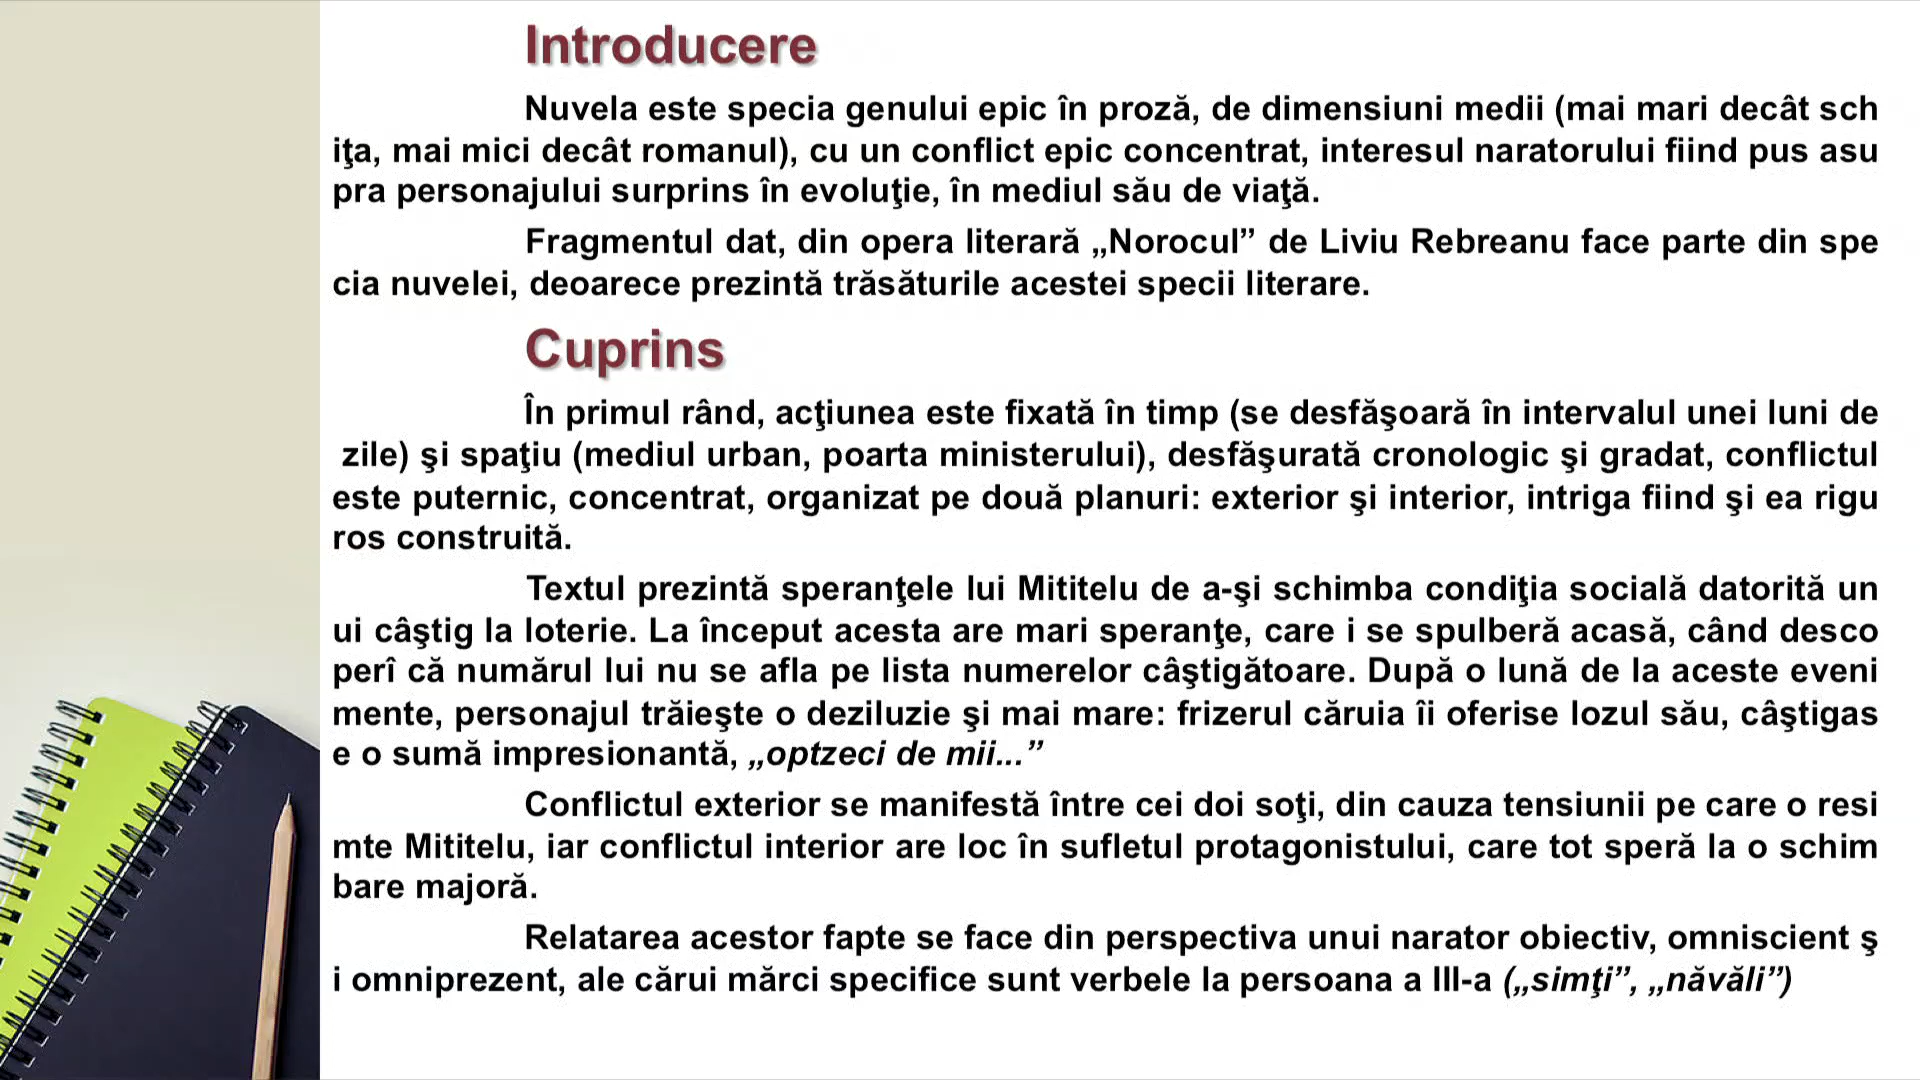 Introducere
Nuvela este specia genului epic în proză, de dimensiuni medii (mai mari decât sch
iţa, mai mici decât romanul), cu un conflict epic concentrat, interesul naratorului fiind pus asu
pra personajului surprins în evoluţie, în mediul său de viaţă.
Fragmentul dat, din opera literară „Norocul” de Liviu Rebreanu face parte din spe
cia nuvelei, deoarece prezintă trăsăturile acestei specii literare.
Cuprins
În primul rând, acţiunea este fixată în timp (se desfăşoară în intervalul unei luni de
zile) şi spaţiu (mediul urban, poarta ministerului), desfăşurată cronologic şi gradat, conflictul
este puternic, concentrat, organizat pe două planuri: exterior şi interior, intriga fiind şi ea rigu
ros construită.
Textul prezintă speranţele lui Mititelu de a-şi schimba condiţia socială datorită un
ui câştig la loterie. La început acesta are mari speranţe, care i se spulberă acasă, când desco
perî că numărul lui nu se afla pe lista numerelor câştigătoare. După o lună de la aceste eveni
mente, personajul trăieşte o deziluzie şi mai mare: frizerul căruia îi oferise lozul său, câştigas
e o sumă impresionantă, „optzeci de mii...”
Conflictul exterior se manifestă între cei doi soţi, din cauza tensiunii pe care o resi
mte Mititelu, iar conflictul interior are loc în sufletul protagonistului, care tot speră la o schim
bare majoră.
Relatarea acestor fapte se face din perspectiva unui narator obiectiv, omniscient ş
i omniprezent, ale cărui mărci specifice sunt verbele la persoana a III-a („simţi”, „năvăli”)